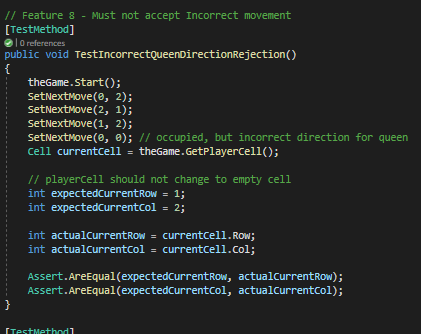 // Feature 8 - Must not accept Incorrect movement
[TestMethod]
| 0 references
public void TestIncorrectQueenDirectionRejection()
{
theGame.Start();
SetNextMove(0, 2);
SetNextMove(2, 1);
SetNextMove(1, 2);
SetNextMove(0, 0); // occupied, but incorrect direction for queen
Cell currentCell = theGame.GetPlayerCell();
// playerCell should not change to empty cell
int expectedCurrentRow = 1;
int expectedCurrentCol = 2;
int actualCurrentRow = currentCell.Row;
int actualCurrentCol = currentCell.Col;
Assert.AreEqual(expectedCurrentRow, actualCurrentRow);
Assert.AreEqual(expectedCurrentCol, actualCurrentCol);
}
[TestMethod]